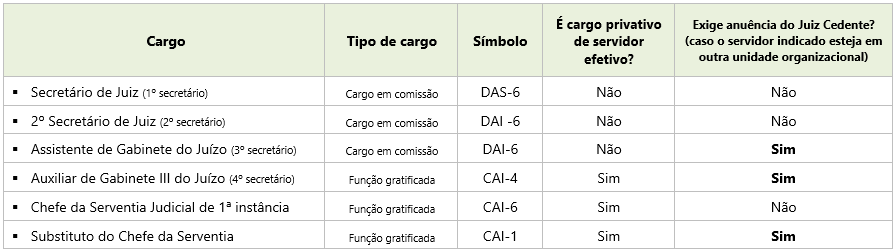 Cargo Tipo de cargo Símbolo É cargo privativo de servidor efetivo? Exige anuência do Juiz Cedente? (caso o servidor indicado esteja em outra unidade organizacional)
▪ Secretário de Juiz (1º secretário) Cargo em comissão DAS-6 Não Não
▪ 2º Secretário de Juiz (2º secretário) Cargo em comissão DAI -6 Não Não
▪ Assistente de Gabinete do Juízo (3º secretário) Cargo em comissão DAI-6 Não Sim
▪ Auxiliar de Gabinete III do Juízo (4º secretário) Função gratificada CAI-4 Sim Sim
▪ Chefe da Serventia Judicial de 1ª instância Função gratificada CAI-6 Sim Não
▪ Substituto do Chefe da Serventia Função gratificada CAI-1 Sim Sim